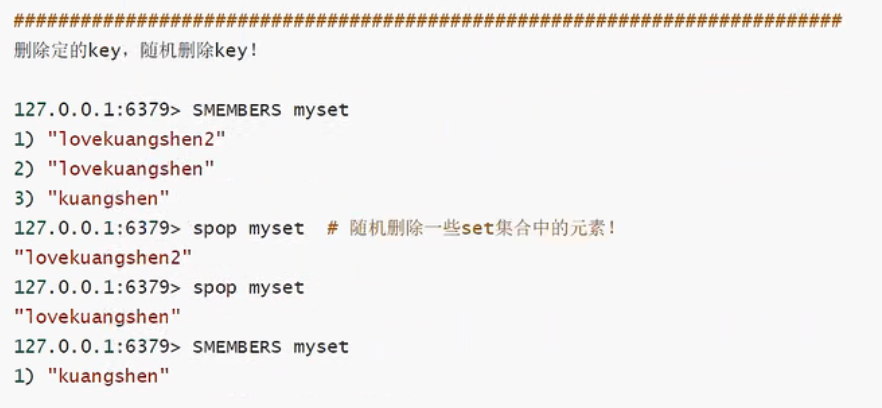 ##########################################################################
删除定的key，随机删除key！
127.0.0.1:6379> SMEMBERS myset
1) "lovekuangshen2"
2) "lovekuangshen"
3) "kuangshen"
127.0.0.1:6379> spop myset  # 随机删除一些set集合中的元素！
"lovekuangshen2"
127.0.0.1:6379> spop myset
"lovekuangshen"
127.0.0.1:6379> SMEMBERS myset
1) "kuangshen"